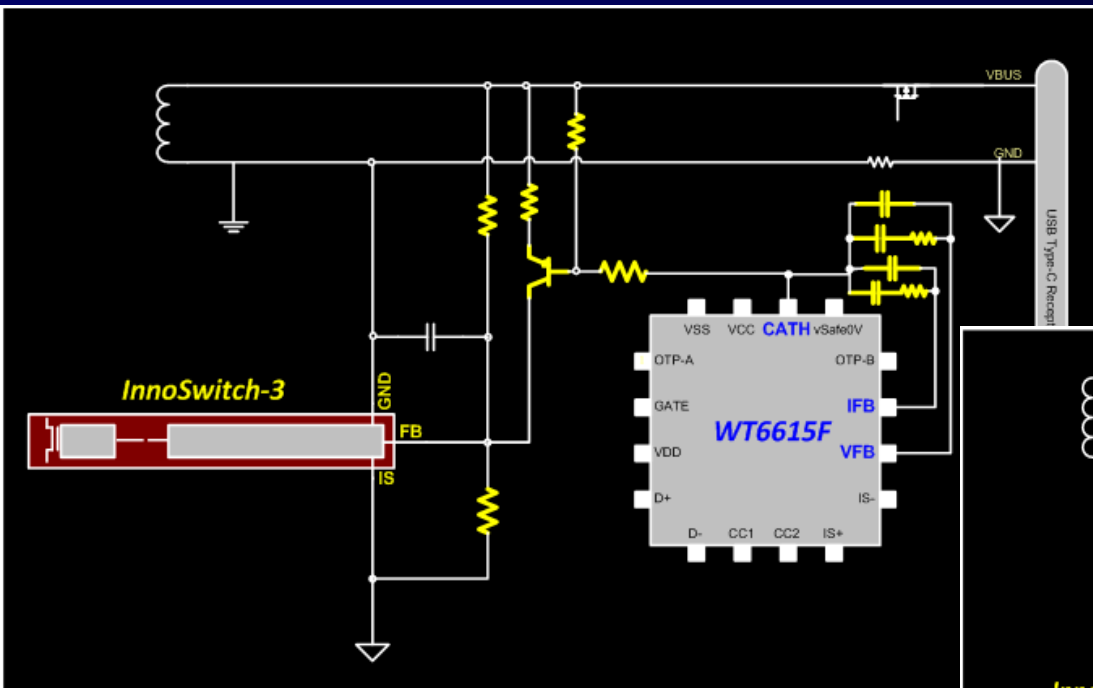 VBUS
GND
USB Type-C Recept
VSS
VCC
CATH
vSafe0V
OTP-A
OTP-B
InnoSwitch-3
GND
GATE
IFB
FB
WT6615F
VDD
VFB
IS
D+
IS-
D-
CC1
CC2
IS+